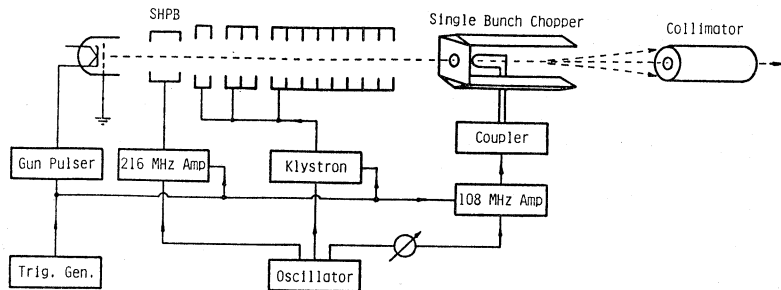 SHPB
Single Bunch Chopper
Collimator
Gun Pulser
216 MHz Amp
Klystron
Coupler
108 MHz Amp
Trig. Gen.
Oscillator